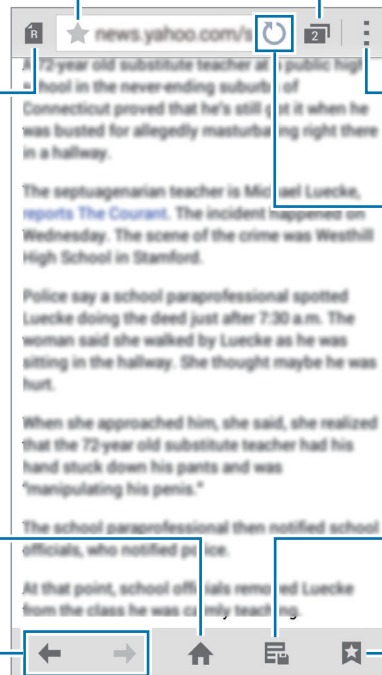 R news.yahoo.com/s 2
A 72-year old substitute teacher at a public high
school in the never-ending suburbs of
Connecticut proved that he's still got it when he
was busted for allegedly masturbating right there
in a hallway.
The septuagenarian teacher is Michael Luecke,
reports The Courant. The incident happened on
Wednesday. The scene of the crime was Westhill
High School in Stamford.
Police say a school paraprofessional spotted
Luecke doing the deed just after 7:30 a.m. The
woman said she walked by Luecke as he was
sitting in the hallway. She thought maybe he was
hurt.
When she approached him, she said, she realized
that the 72-year old substitute teacher had his
hand stuck down his pants and was
"manipulating his penis."
The school paraprofessional then notified school
officials, who notified police.
At that point, school officials removed Luecke
from the class he was calmly teaching.